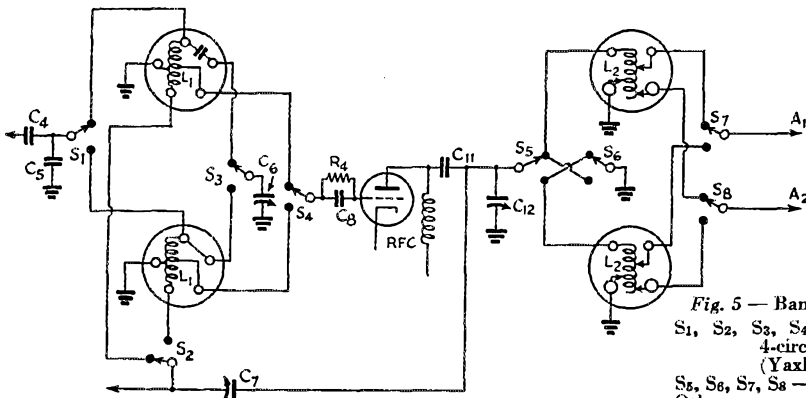 L₁
C₄
C₅
S₁
S₃
C₆
S₄
R₄
C₈
RFC
C₁₁
C₁₂
S₅
S₆
L₂
S₇
A₁
S₈
A₂
L₁
S₂
C₇
L₂
Fig. 5 — Ban
S₁, S₂, S₃, S₄
4-circ
(Yaxl
S₅, S₆, S₇, S₈ —